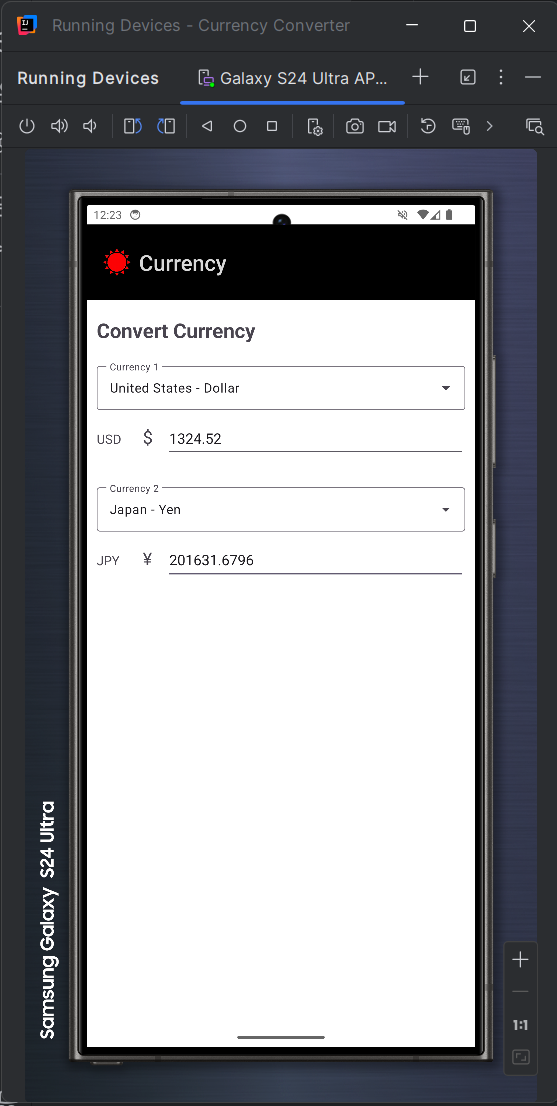 Running Devices - Currency Converter
Running Devices
Galaxy S24 Ultra AP...
12:23
Currency
Convert Currency
Currency 1
United States - Dollar
USD $ 1324.52
Currency 2
Japan - Yen
JPY ¥ 201631.6796
Samsung Galaxy S24 Ultra
1:1